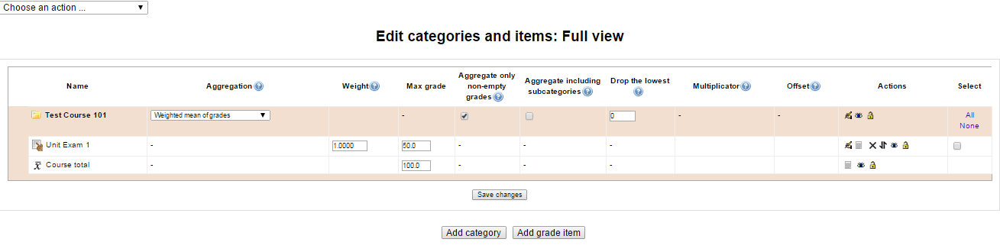 Choose an action ...
Edit categories and items: Full view
Name Aggregation Weight Max grade Aggregate only non-empty grades Aggregate including subcategories Drop the lowest Multiplicator Offset Actions Select
Test Course 101 Weighted mean of grades - 0 - - All
None
Unit Exam 1 - 1.0000 50.0 - - -
Course total - 100.0 - - -
Save changes
Add category Add grade item